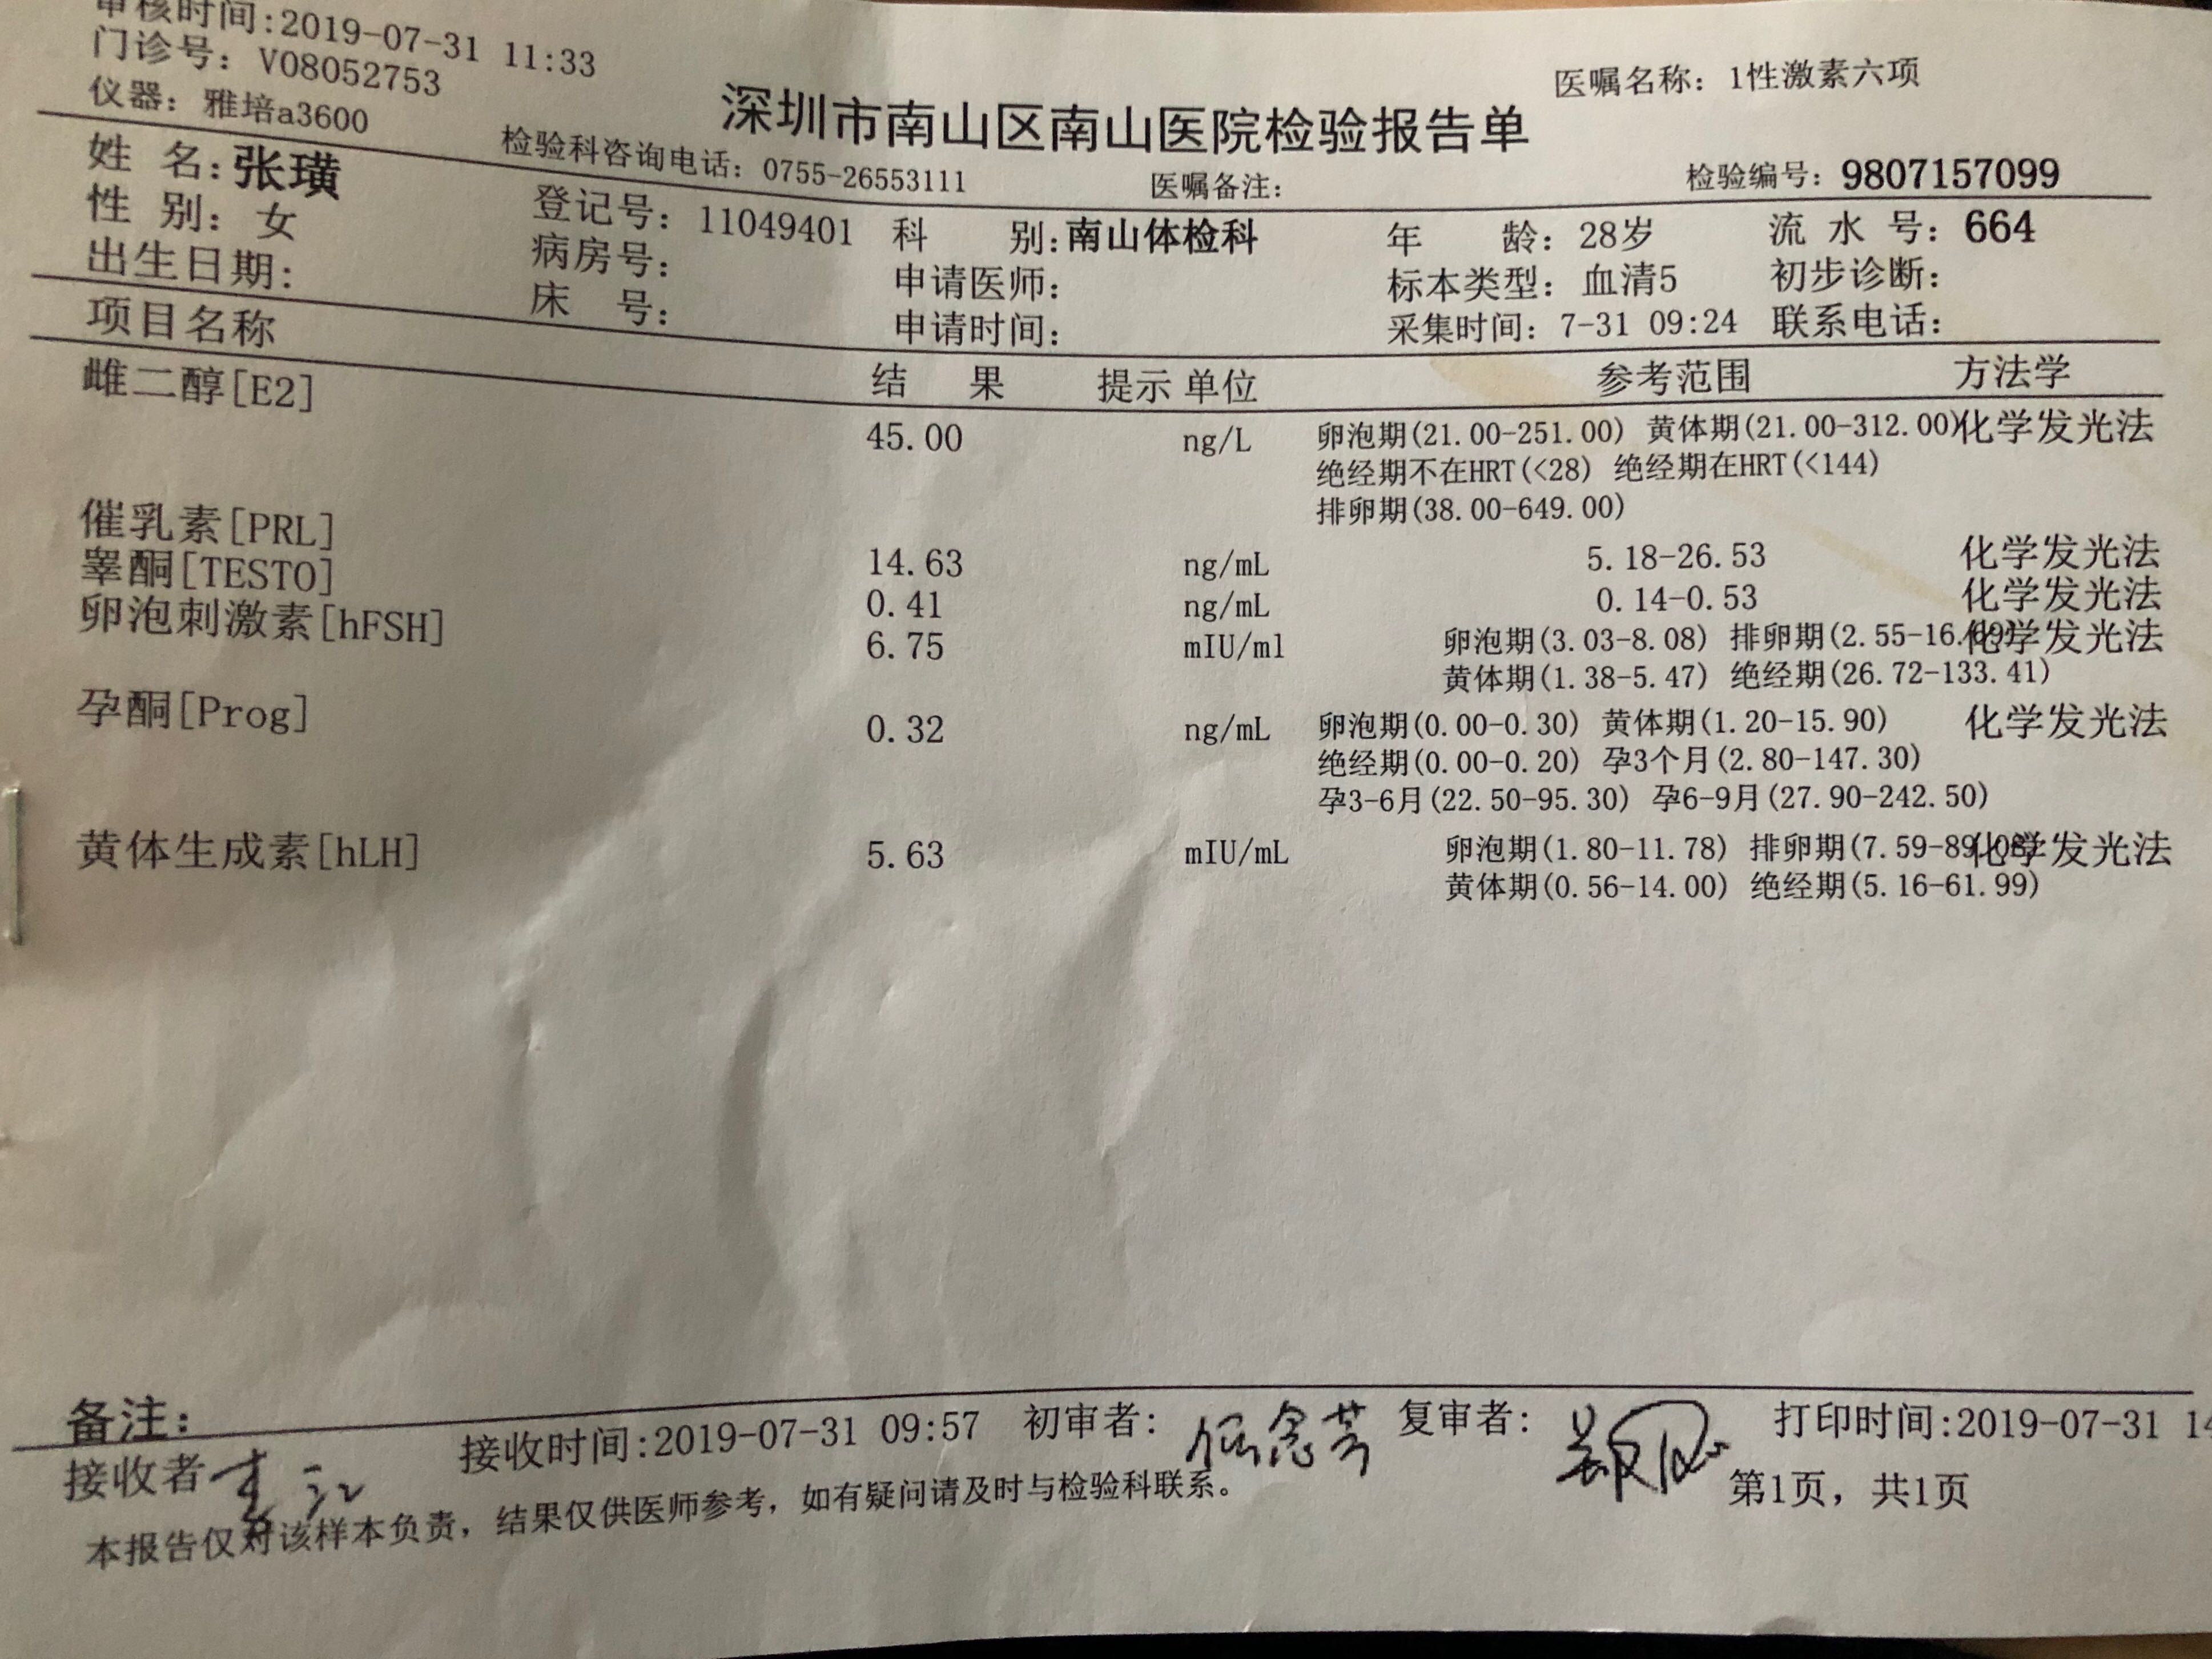 审核时间:2019-07-31 11:33
门诊号: V08052753
仪器: 雅培a3600
医嘱名称: 1性激素六项
深圳市南山区南山医院检验报告单
检验科咨询电话: 0755-26553111 医嘱备注: 检验编号: 9807157099
姓 名: 张璜 登记号: 11049401 科 别: 南山体检科 年 龄: 28岁 流 水 号: 664
性 别: 女 病房号: 申请医师: 标本类型: 血清5 初步诊断:
出生日期: 床 号: 申请时间: 采集时间: 7-31 09:24 联系电话:
项目名称 结 果 提示 单位 参考范围 方法学
雌二醇[E2] 45.00 ng/L 卵泡期(21.00-251.00) 黄体期(21.00-312.00) 化学发光法
绝经期不在HRT(<28) 绝经期在HRT(<144)
排卵期(38.00-649.00)
催乳素[PRL] 14.63 ng/mL 5.18-26.53 化学发光法
睾酮[TESTO] 0.41 ng/mL 0.14-0.53 化学发光法
卵泡刺激素[hFSH] 6.75 mIU/ml 卵泡期(3.03-8.08) 排卵期(2.55-16. 化学发光法
黄体期(1.38-5.47) 绝经期(26.72-133.41)
孕酮[Prog] 0.32 ng/mL 卵泡期(0.00-0.30) 黄体期(1.20-15.90) 化学发光法
绝经期(0.00-0.20) 孕3个月(2.80-147.30)
孕3-6月(22.50-95.30) 孕6-9月(27.90-242.50)
黄体生成素[hLH] 5.63 mIU/mL 卵泡期(1.80-11.78) 排卵期(7.59-89. 化学发光法
黄体期(0.56-14.00) 绝经期(5.16-61.99)
备注:
接收者 接收时间:2019-07-31 09:57 初审者: 伍念芳 复审者: 打印时间:2019-07-31 14
本报告仅对该样本负责, 结果仅供医师参考, 如有疑问请及时与检验科联系。 第1页, 共1页